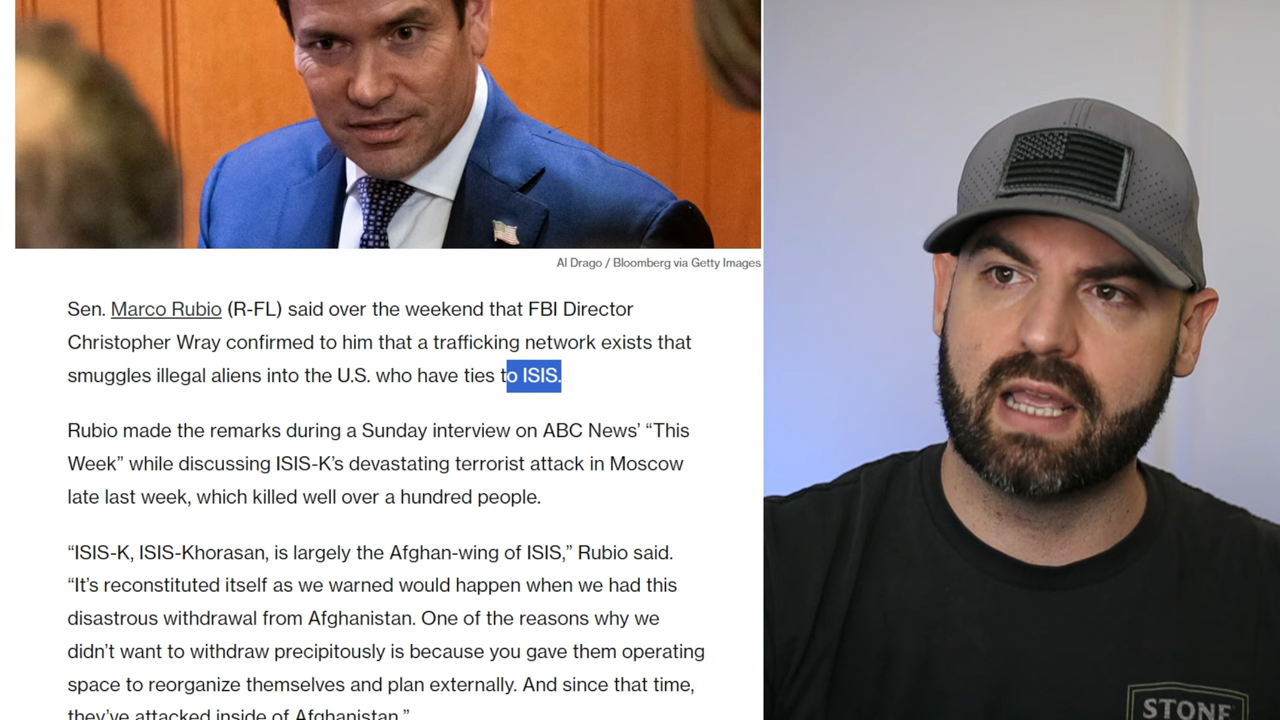 Al Drago / Bloomberg via Getty Images
Sen. Marco Rubio (R-FL) said over the weekend that FBI Director
Christopher Wray confirmed to him that a trafficking network exists that
smuggles illegal aliens into the U.S. who have ties to ISIS.
Rubio made the remarks during a Sunday interview on ABC News’ “This
Week” while discussing ISIS-K’s devastating terrorist attack in Moscow
late last week, which killed well over a hundred people.
“ISIS-K, ISIS-Khorasan, is largely the Afghan-wing of ISIS,” Rubio said.
“It’s reconstituted itself as we warned would happen when we had this
disastrous withdrawal from Afghanistan. One of the reasons why we
didn’t want to withdraw precipitously is because you gave them operating
space to reorganize themselves and plan externally. And since that time,
they’ve attacked inside of Afghanistan.”
STONE